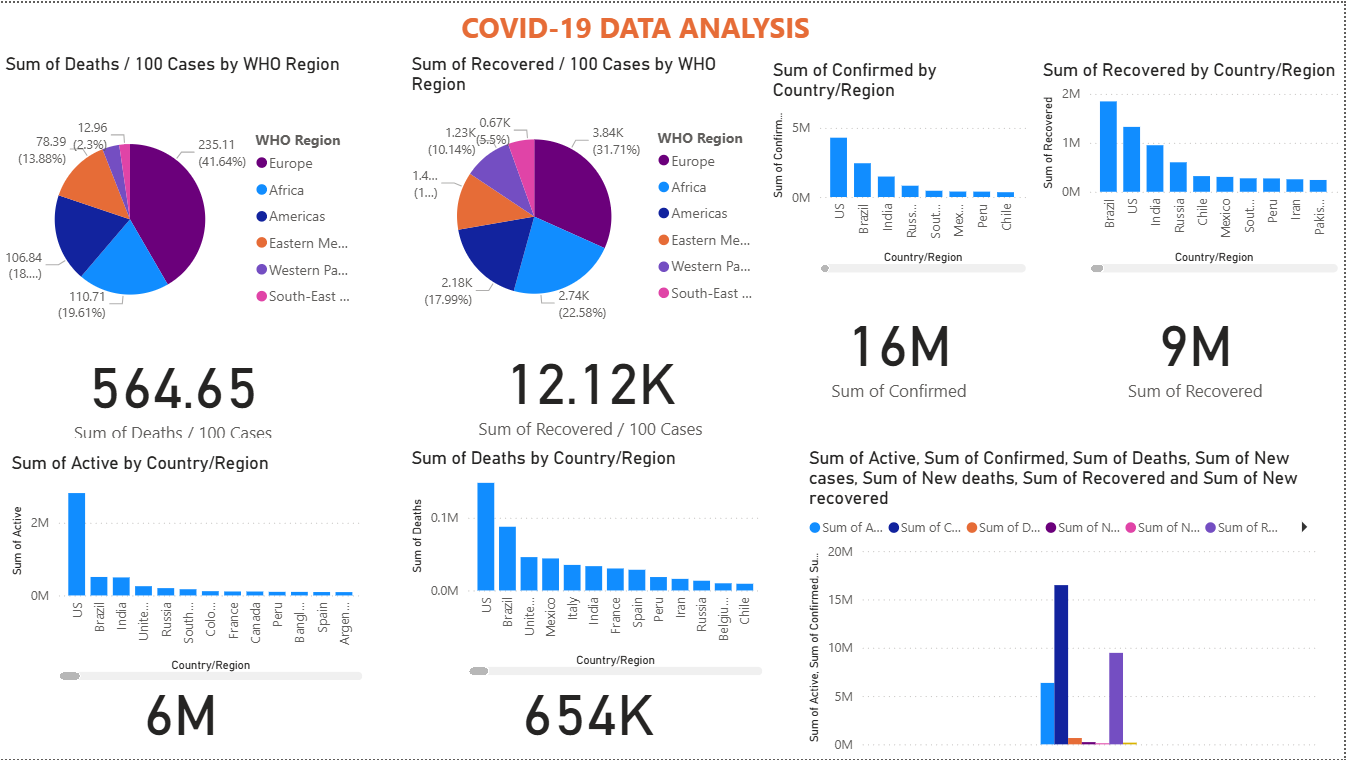 COVID-19 DATA ANALYSIS
Sum of Deaths / 100 Cases by WHO Region
12.96
(2.3%)
78.39
(13.88%)
235.11
(41.64%)
106.84
(18....)
110.71
(19.61%)
WHO Region
Europe
Africa
Americas
Eastern Me...
Western Pa...
South-East ...
564.65
Sum of Deaths / 100 Cases
Sum of Recovered / 100 Cases by WHO
Region
0.67K
(5.5%)
1.23K
(10.14%)
3.84K
(31.71%)
1.4...
(1...)
2.18K
(17.99%)
2.74K
(22.58%)
WHO Region
Europe
Africa
Americas
Eastern Me...
Western Pa...
South-East ...
12.12K
Sum of Recovered / 100 Cases
Sum of Confirmed by
Country/Region
Sum of Confirm...
5M
0M
US
Brazil
India
Russ...
Sout...
Mex...
Peru
Chile
Country/Region
16M
Sum of Confirmed
Sum of Recovered by Country/Region
Sum of Recovered
2M
1M
0M
Brazil
US
India
Russia
Chile
Mexico
Sout...
Peru
Iran
Pakis...
Country/Region
9M
Sum of Recovered
Sum of Active by Country/Region
Sum of Active
2M
0M
US
Brazil
India
Unite...
Russia
South...
Colo...
France
Canada
Peru
Bangl...
Spain
Argen...
Country/Region
6M
Sum of Deaths by Country/Region
Sum of Deaths
0.1M
0.0M
US
Brazil
Unite...
Mexico
Italy
India
France
Spain
Peru
Iran
Russia
Belgiu...
Chile
Country/Region
654K
Sum of Active, Sum of Confirmed, Sum of Deaths, Sum of New
cases, Sum of New deaths, Sum of Recovered and Sum of New
recovered
Sum of A...
Sum of C...
Sum of D...
Sum of N...
Sum of N...
Sum of R...
Sum of Active, Sum of Confirmed, Su...
20M
15M
10M
5M
0M